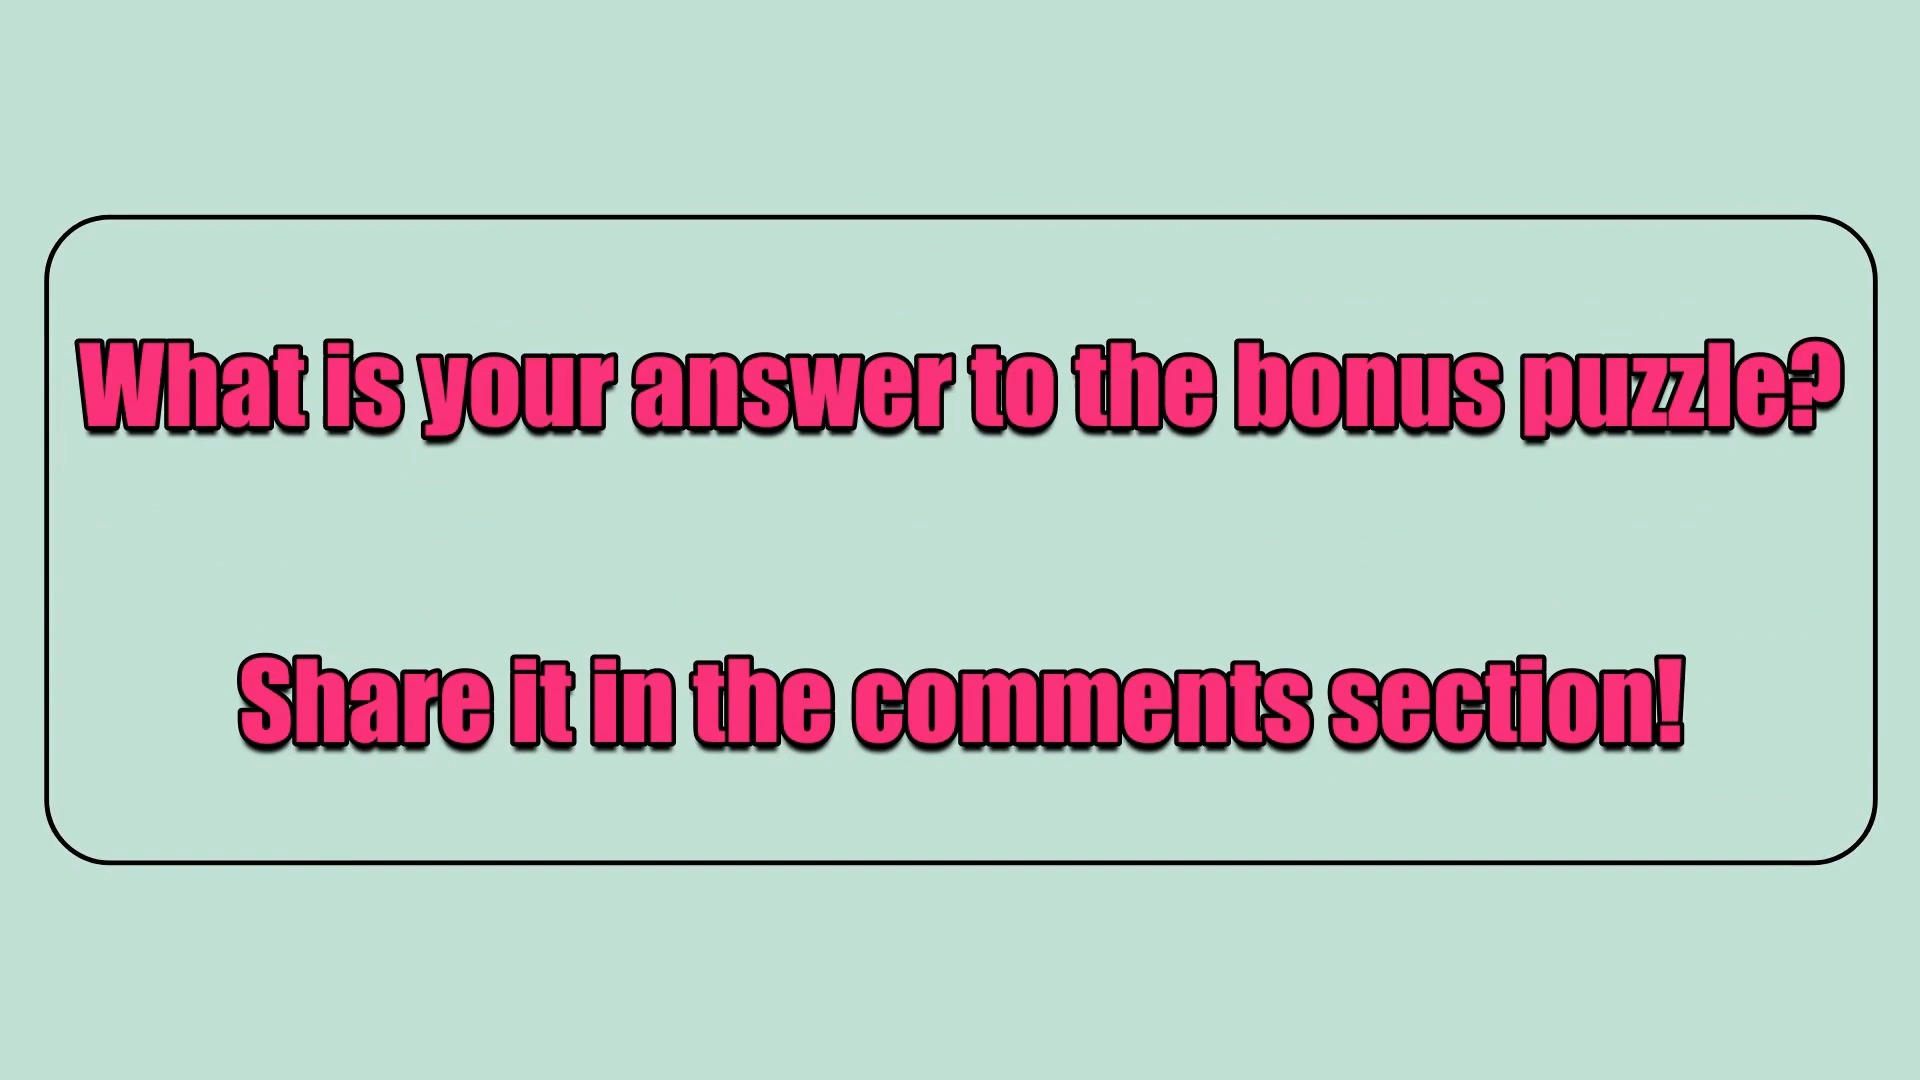 What is your answer to the bonus puzzle?
Share it in the comments section!